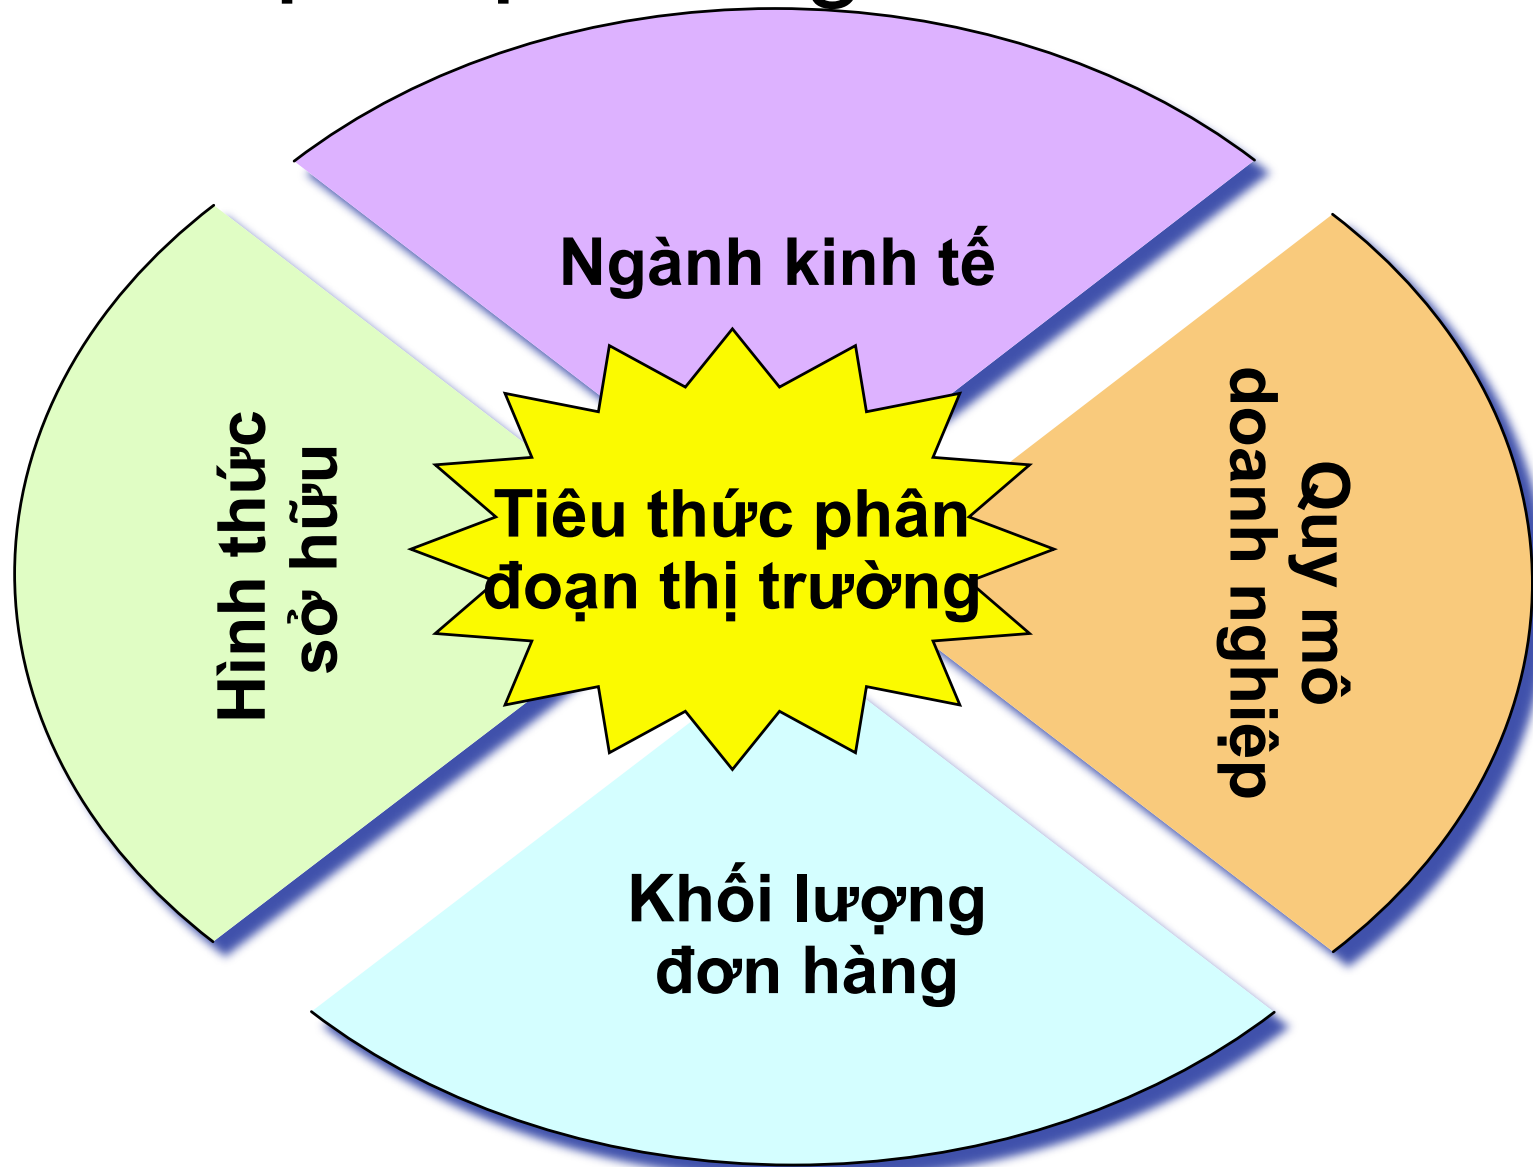 Ngành kinh tế
Hình thức
sở hữu
Tiêu thức phân
đoạn thị trường
Quy mô
doanh nghiệp
Khối lượng
đơn hàng